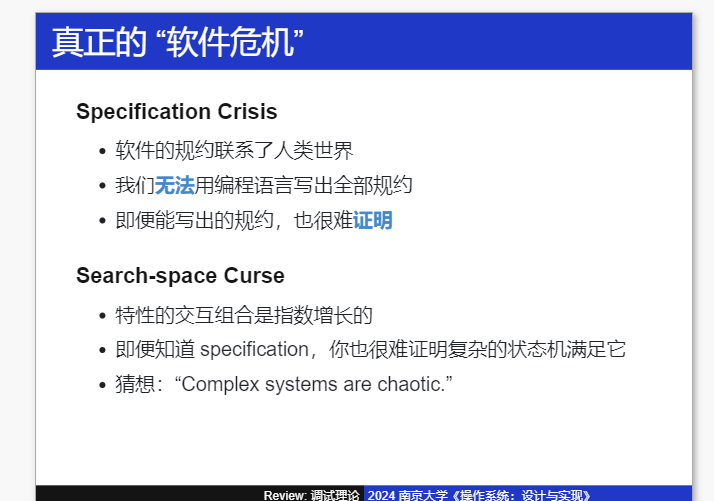 真正的 “软件危机”
Specification Crisis
• 软件的规约联系了人类世界
• 我们无法用编程语言写出全部规约
• 即便能写出的规约，也很难证明
Search-space Curse
• 特性的交互组合是指数增长的
• 即便知道 specification，你也很难证明复杂的状态机满足它
• 猜想：“Complex systems are chaotic.”
Review: 调试理论 2024 南京大学《操作系统：设计与实现》